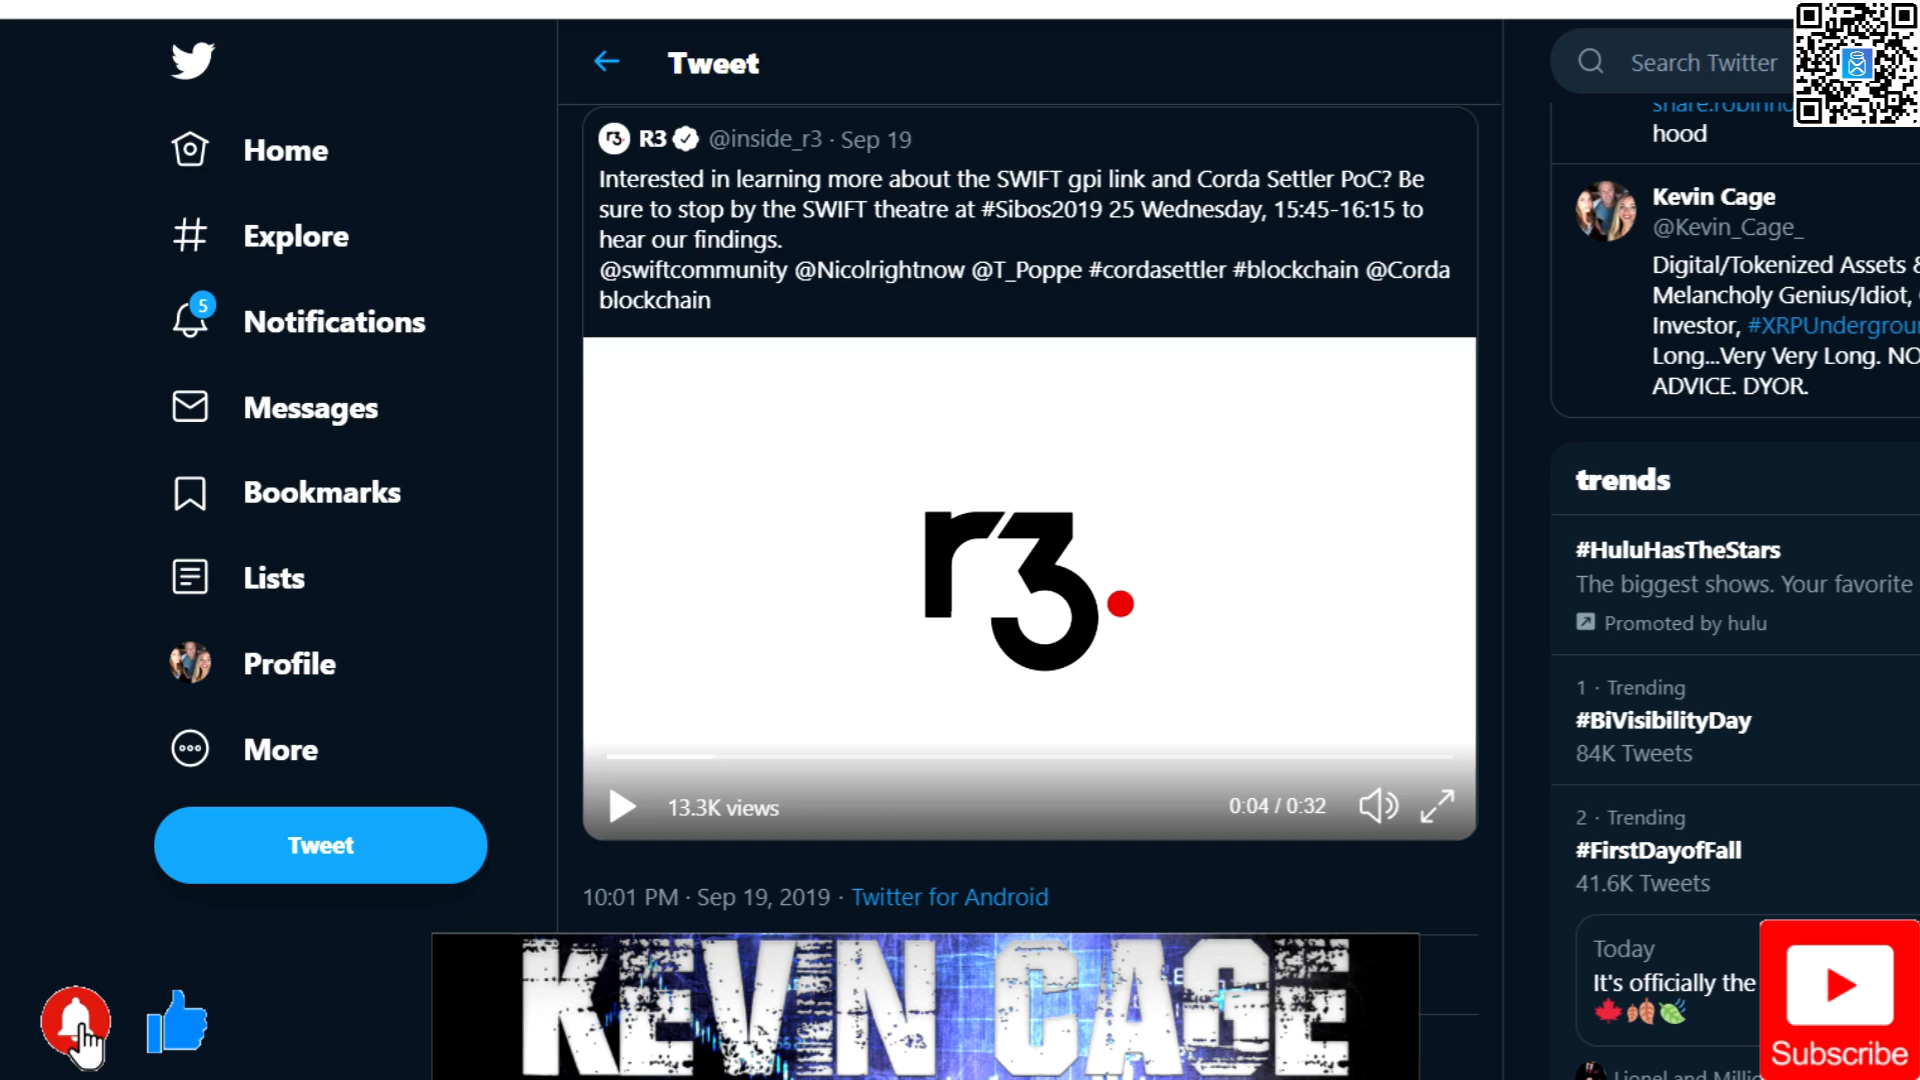 Home
Explore
5
Notifications
Messages
Bookmarks
Lists
Profile
More
Tweet
Tweet
r3. R3 @inside_r3 · Sep 19
Interested in learning more about the SWIFT gpi link and Corda Settler PoC? Be
sure to stop by the SWIFT theatre at #Sibos2019 25 Wednesday, 15:45-16:15 to
hear our findings.
@swiftcommunity @Nicolrightnow @T_Poppe #cordasettler #blockchain @Corda
blockchain
r3.
13.3K views
0:04 / 0:32
10:01 PM · Sep 19, 2019 · Twitter for Android
KEVIN CAGE
Search Twitter
hood
Kevin Cage
@Kevin_Cage_
Digital/Tokenized Assets &
Melancholy Genius/Idiot,
Investor, #XRPUndergrou
Long...Very Very Long. NO
ADVICE. DYOR.
trends
#HuluHasTheStars
The biggest shows. Your favorite
Promoted by hulu
1 · Trending
#BiVisibilityDay
84K Tweets
2 · Trending
#FirstDayofFall
41.6K Tweets
Today
It's officially the
Subscribe
Lionel and